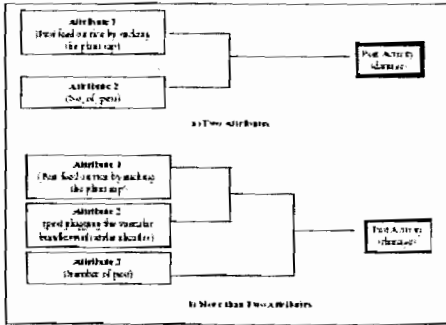 Attribute 1
(Pest feed on rice by sucking
the plant sap)
Attribute 2
(No. of pest)
Pest Activity
(damage)
a) Two Attributes
Attribute 1
(Pest feed on rice by sucking
the plant sap)
Attribute 2
(pest plugging the vascular
bundles with
Attribute 3
(Number of pest)
Pest Activity
(damage)
b) More than Two Attributes